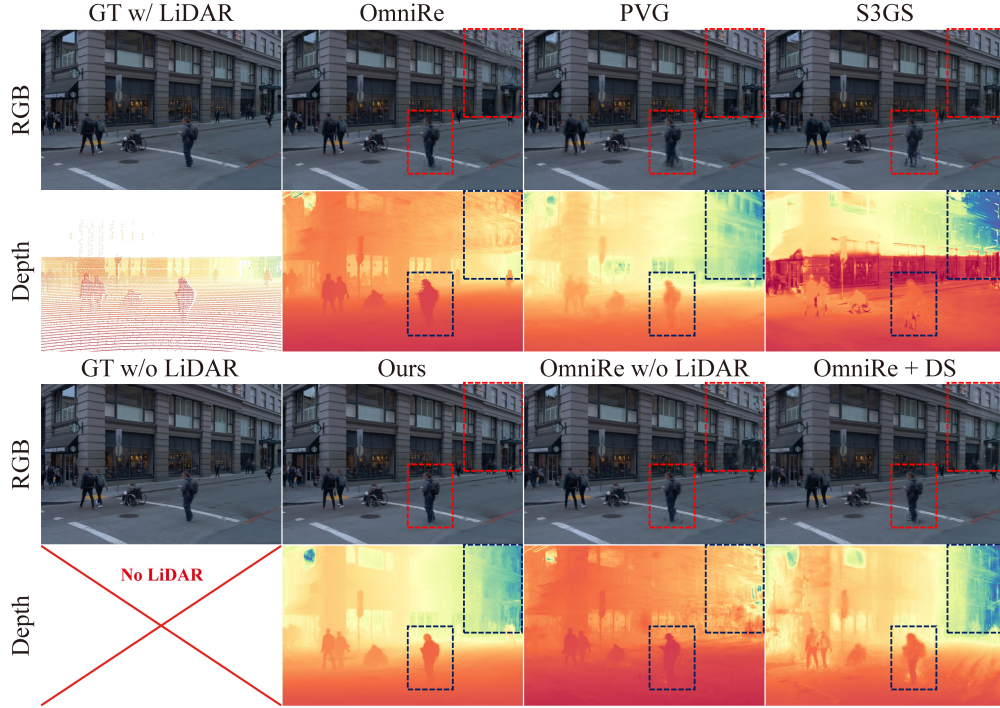 GT w/ LiDAR OmniRe PVG S3GS
RGB
Depth
GT w/o LiDAR Ours OmniRe w/o LiDAR OmniRe + DS
RGB
No LiDAR
Depth